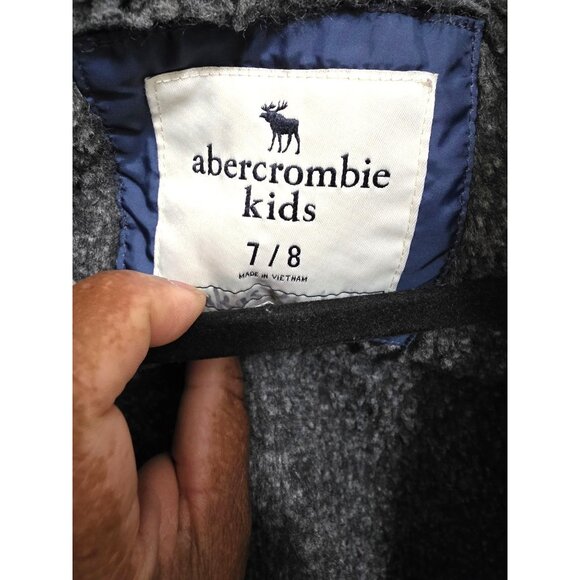 abercrombie
kids
7 / 8
MADE IN VIETNAM